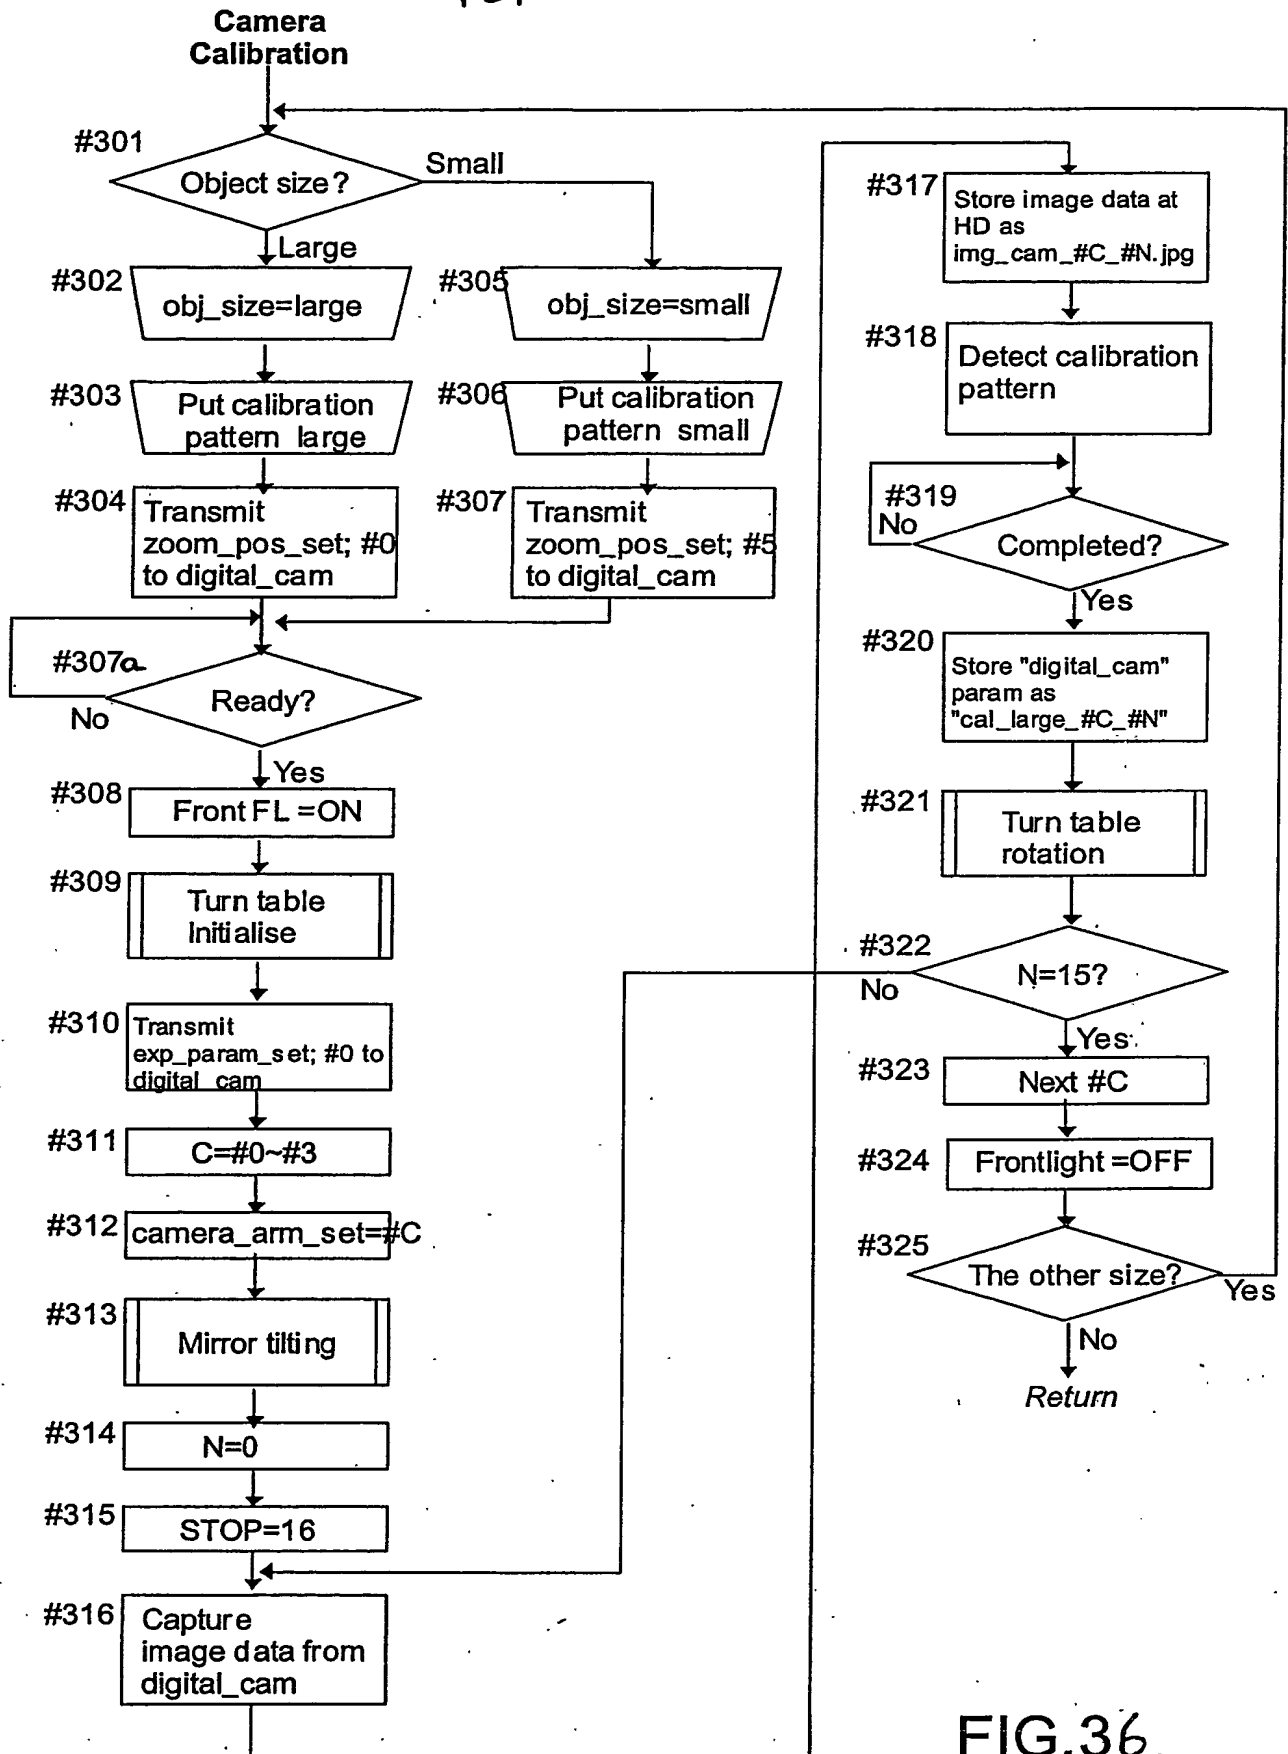 Camera
Calibration
#301
Object size?
Small
Large
#302
obj_size=large
#305
obj_size=small
#303
Put calibration
pattern large
#306
Put calibration
pattern small
#304
Transmit
zoom_pos_set; #0
to digital_cam
#307
Transmit
zoom_pos_set; #5
to digital_cam
#307a
Ready?
No
Yes
#308
Front FL =ON
#309
Turn table
Initialise
#310
Transmit
exp_param_set; #0 to
digital_cam
#311
C=#0~#3
#312
camera_arm_set=#C
#313
Mirror tilting
#314
N=0
#315
STOP=16
#316
Capture
image data from
digital_cam
#317
Store image data at
HD as
img_cam_#C_#N.jpg
#318
Detect calibration
pattern
#319
No
Completed?
Yes
#320
Store "digital_cam"
param as
"cal_large_#C_#N"
#321
Turn table
rotation
#322
N=15?
No
Yes
#323
Next #C
#324
Frontlight =OFF
#325
The other size?
Yes
No
Return
FIG.36